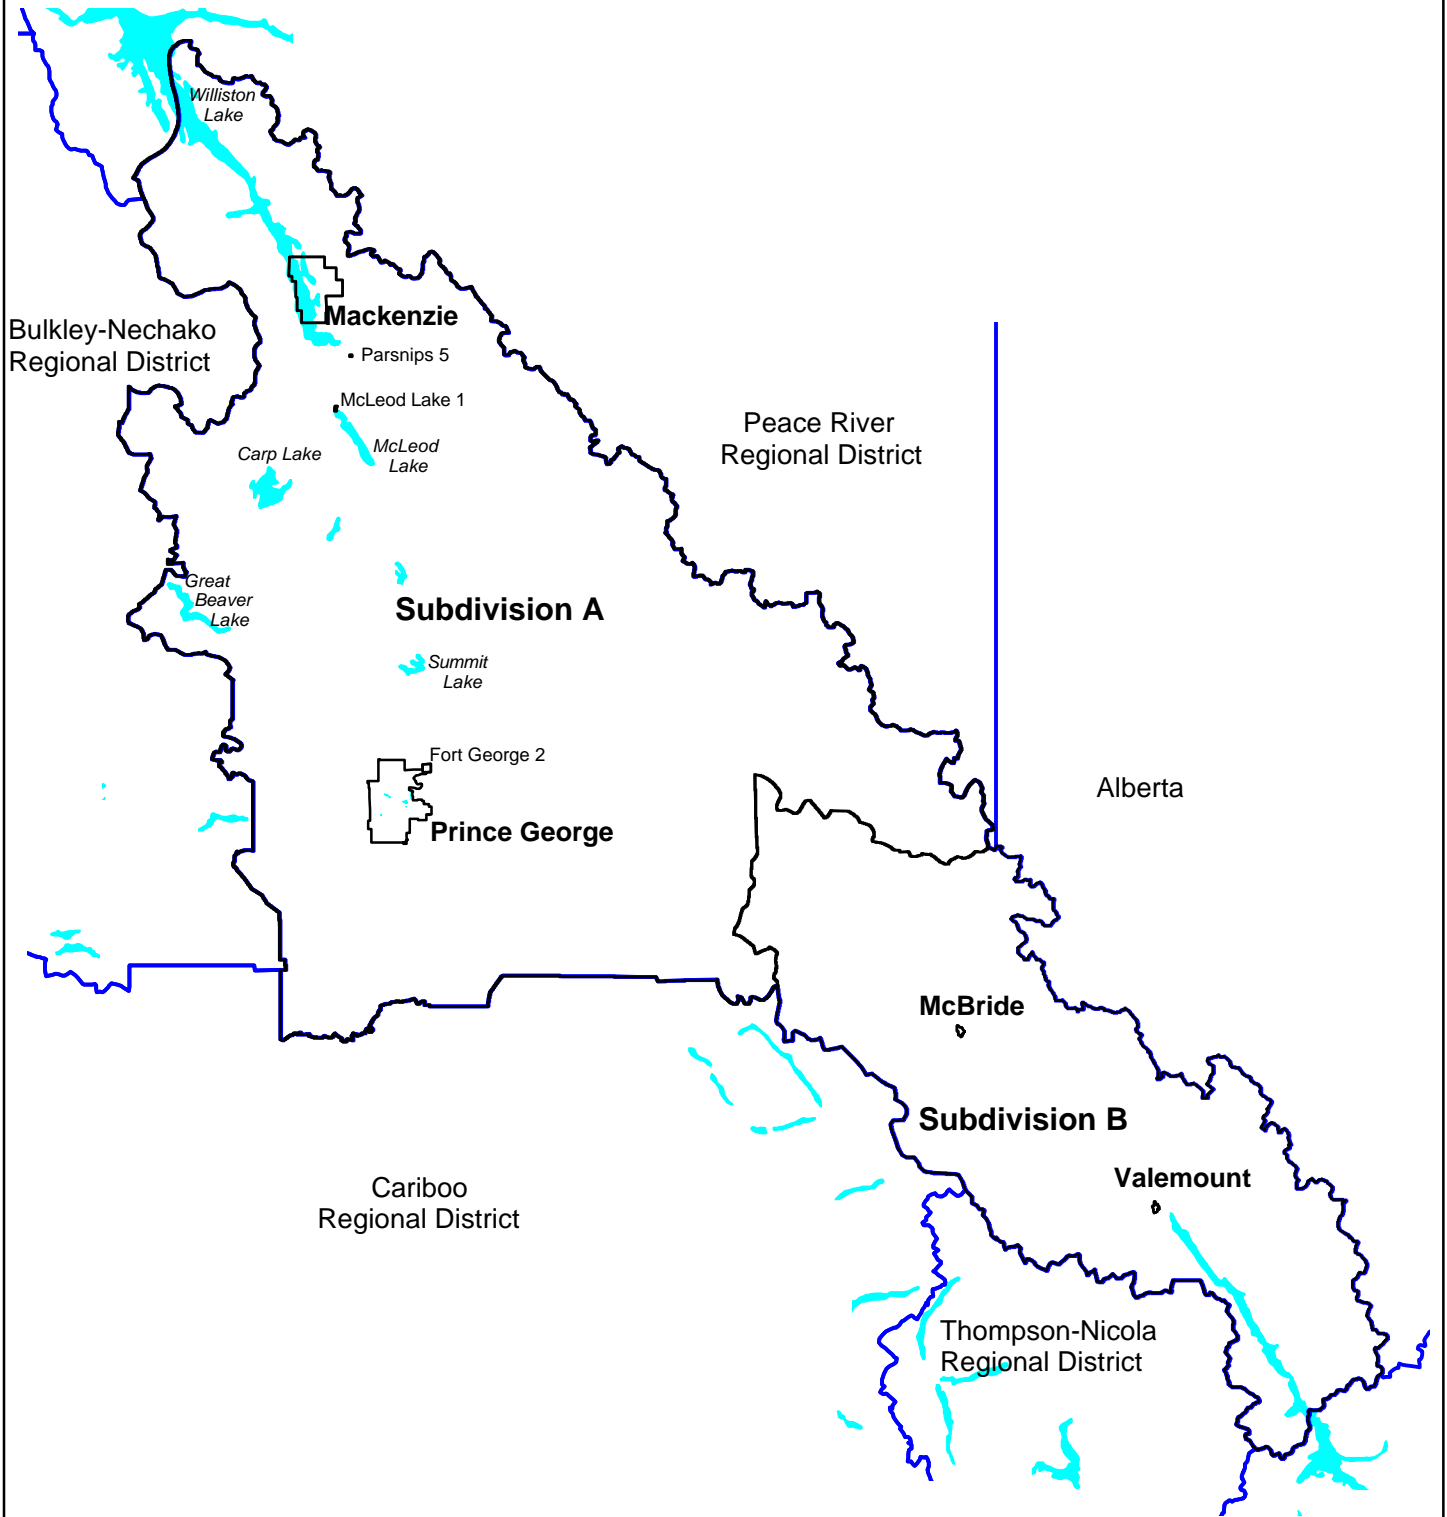 Williston
Lake
Mackenzie
Bulkley-Nechako
Regional District
Parsnips 5
McLeod Lake 1
Peace River
Regional District
Carp Lake
McLeod
Lake
Great
Beaver
Lake
Subdivision A
Summit
Lake
Fort George 2
Alberta
Prince George
McBride
Subdivision B
Valemount
Cariboo
Regional District
Thompson-Nicola
Regional District